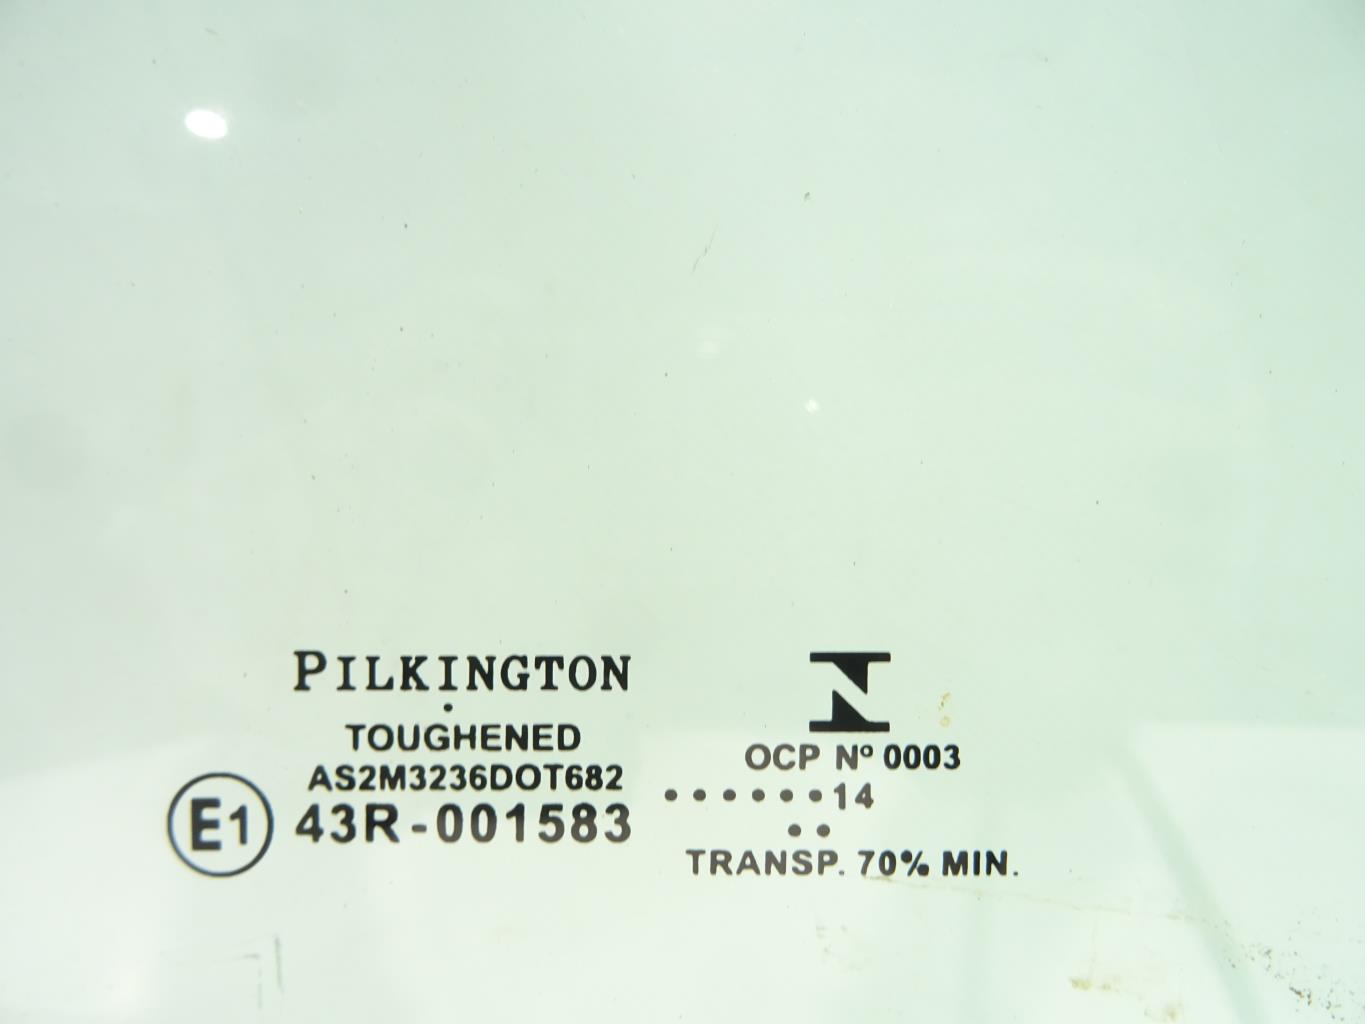 PILKINGTON
.
TOUGHENED
AS2M3236DOT682
E1 43R-001583
OCP Nº 0003
••••••14
••
TRANSP. 70% MIN.